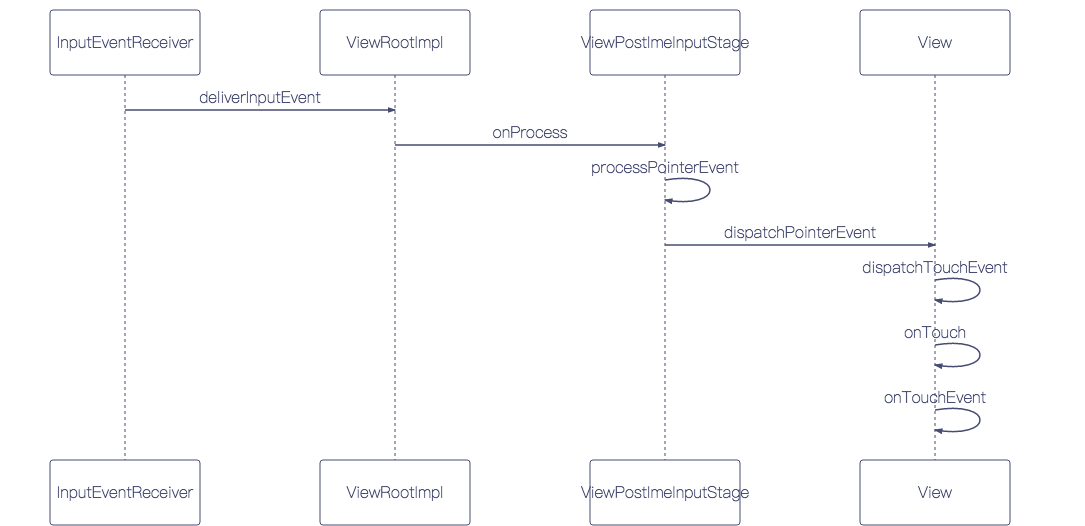 InputEventReceiver
ViewRootImpl
ViewPostImeInputStage
View
deliverInputEvent
onProcess
processPointerEvent
dispatchPointerEvent
dispatchTouchEvent
onTouch
onTouchEvent
InputEventReceiver
ViewRootImpl
ViewPostImeInputStage
View